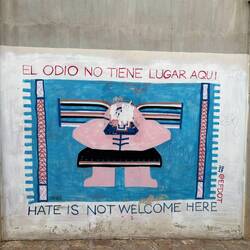 EL ODIO NO TIENE LUGAR AQUI
HATE IS NOT WELCOME HERE